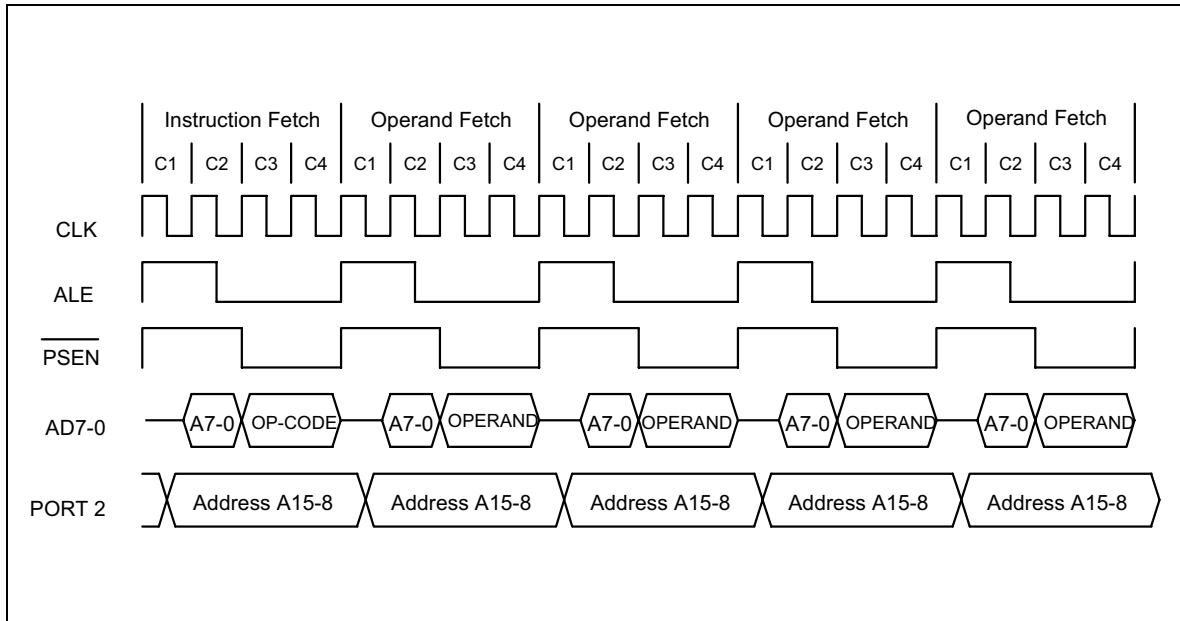 Instruction Fetch Operand Fetch Operand Fetch Operand Fetch Operand Fetch
C1 C2 C3 C4 C1 C2 C3 C4 C1 C2 C3 C4 C1 C2 C3 C4 C1 C2 C3 C4
CLK
ALE
PSEN
AD7-0 A7-0 OP-CODE A7-0 OPERAND A7-0 OPERAND A7-0 OPERAND A7-0 OPERAND
PORT 2 Address A15-8 Address A15-8 Address A15-8 Address A15-8 Address A15-8